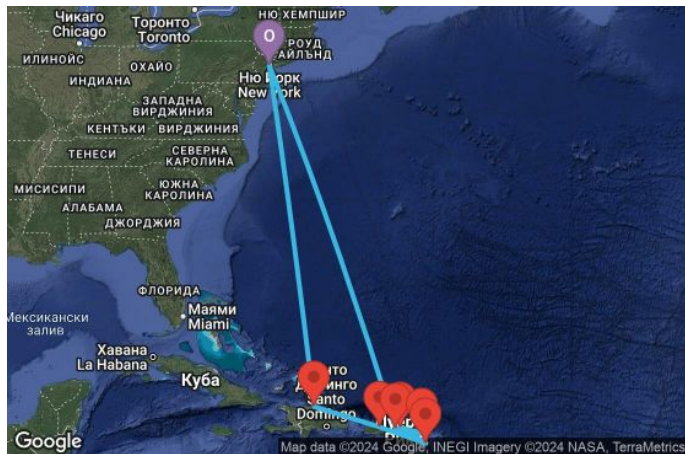 Чикаго
Chicago
Торонто
Toronto
НЮ ХЕМПШИР
O
РОУД
АЙЛЪНД
ИЛИНОЙС
ОХАЙО
ИНДИАНА
Ню Йорк
New York
ЗАПАДНА
ВИРДЖИНИЯ
КЕНТЪКИ
ВИРДЖИНИЯ
ТЕНЕСИ
СЕВЕРНА
КАРОЛИНА
МИСИСИПИ
ЮЖНА
КАРОЛИНА
АЛАБАМА
ДЖОРДЖИЯ
ФЛОРИДА
Мексикански
залив
Маями
Miami
Хавана
La Habana
Куба
Santo
Domingo
Google
Map data ©2024 Google, INEGI Imagery ©2024 NASA, TerraMetrics